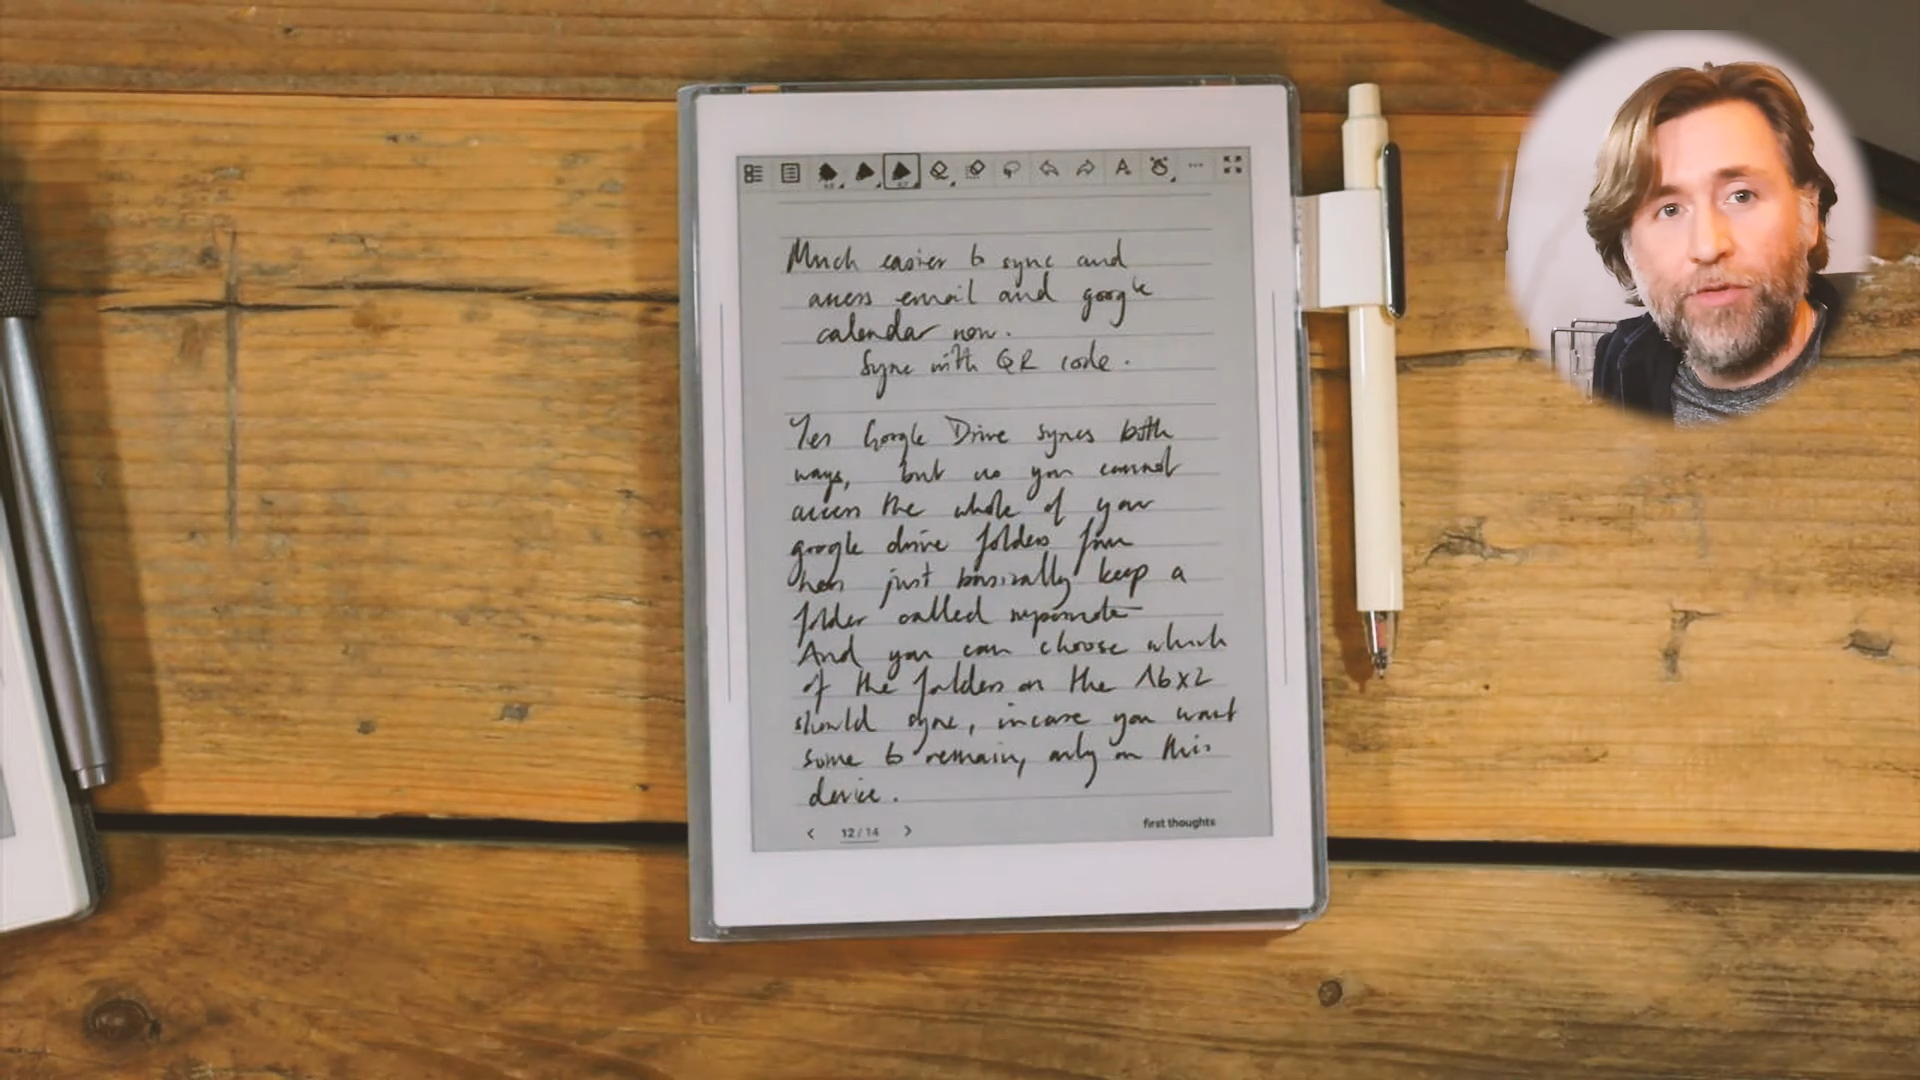 Much easier to sync and
access email and google
calendar now.
Sync with QR code.
Yes Google Drive syncs both
ways, but no you cannot
access the whole of your
google drive folders from
here just basically keep a
folder called supernote
And you can choose which
of the folders on the A6X2
should sync, incase you want
some to remain, only on this
device.
12 / 14
first thoughts